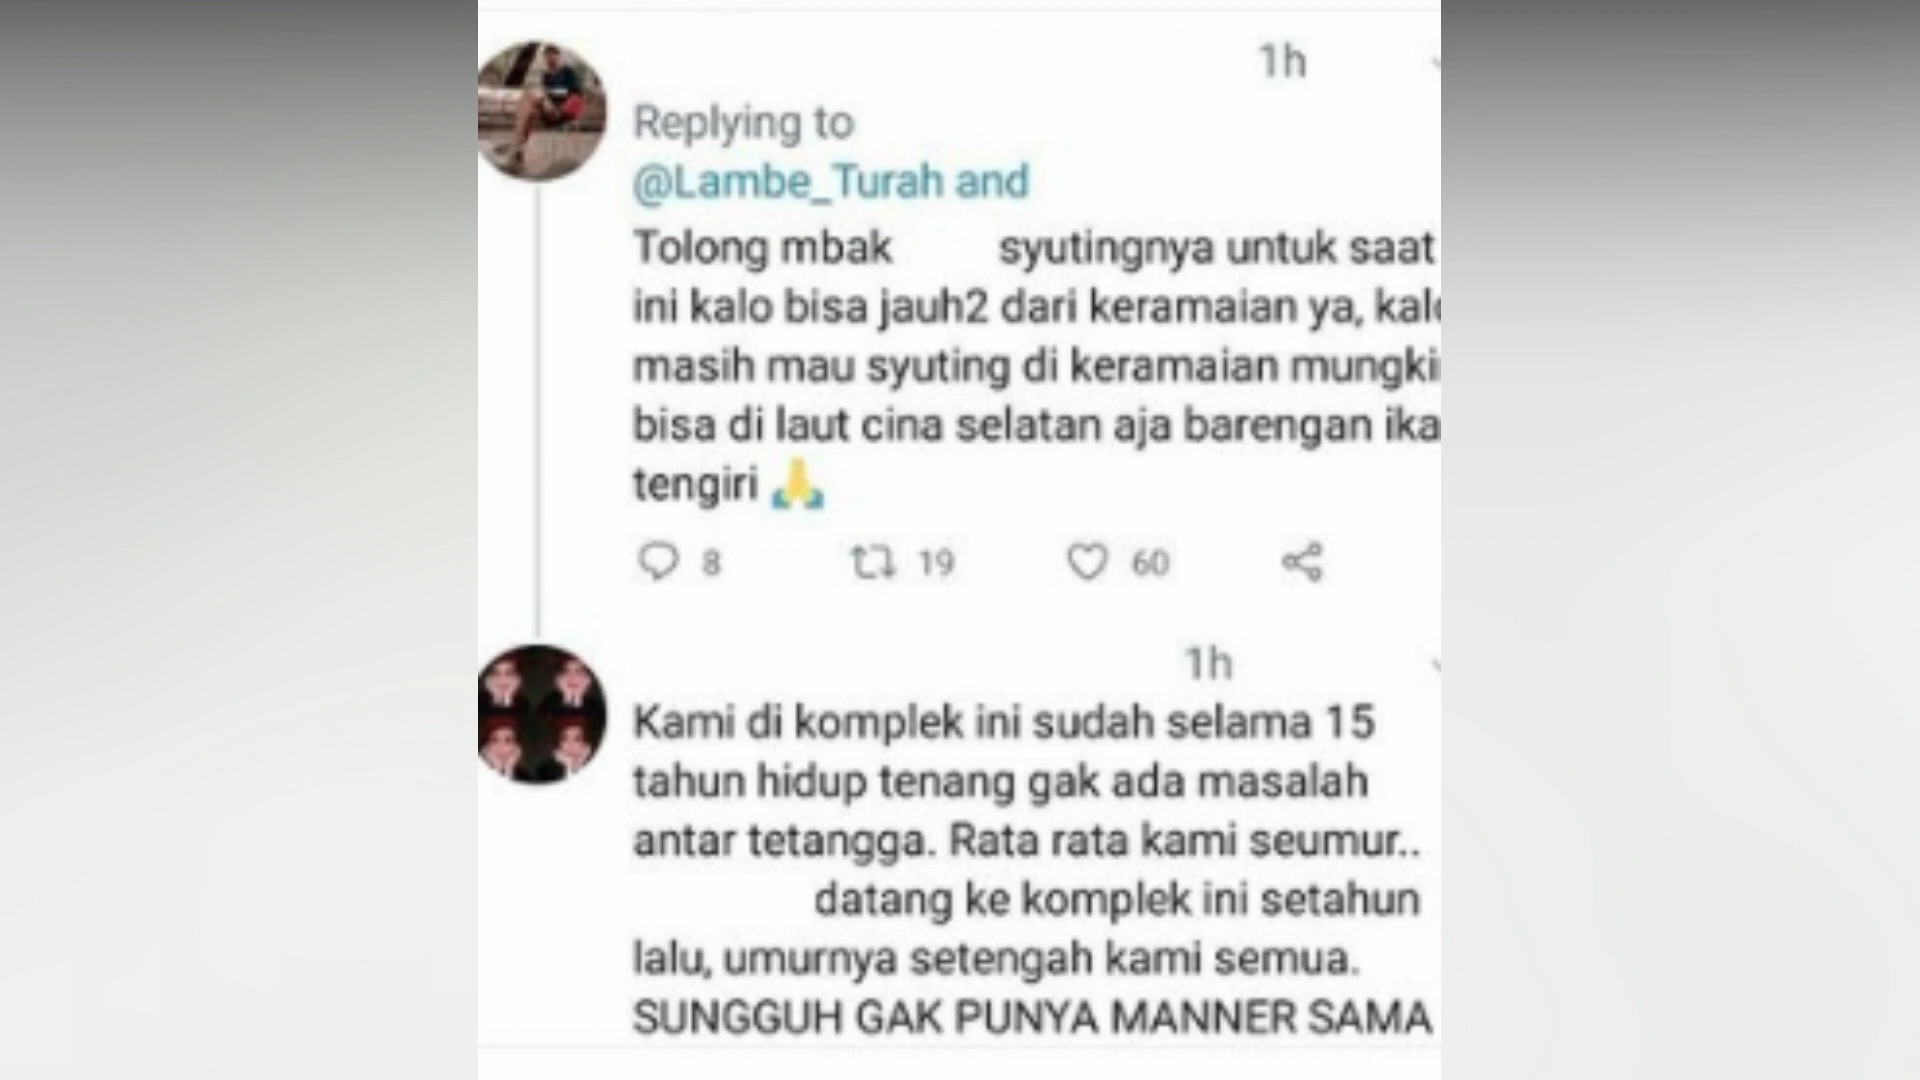 1h
Replying to
@Lambe_Turah and
Tolong mbak syutingnya untuk saat
ini kalo bisa jauh2 dari keramaian ya, kalo
masih mau syuting di keramaian mungki
bisa di laut cina selatan aja barengan ika
tengiri 🙏
8 19 60
1h
Kami di komplek ini sudah selama 15
tahun hidup tenang gak ada masalah
antar tetangga. Rata rata kami seumur..
datang ke komplek ini setahun
lalu, umurnya setengah kami semua.
SUNGGUH GAK PUNYA MANNER SAMA